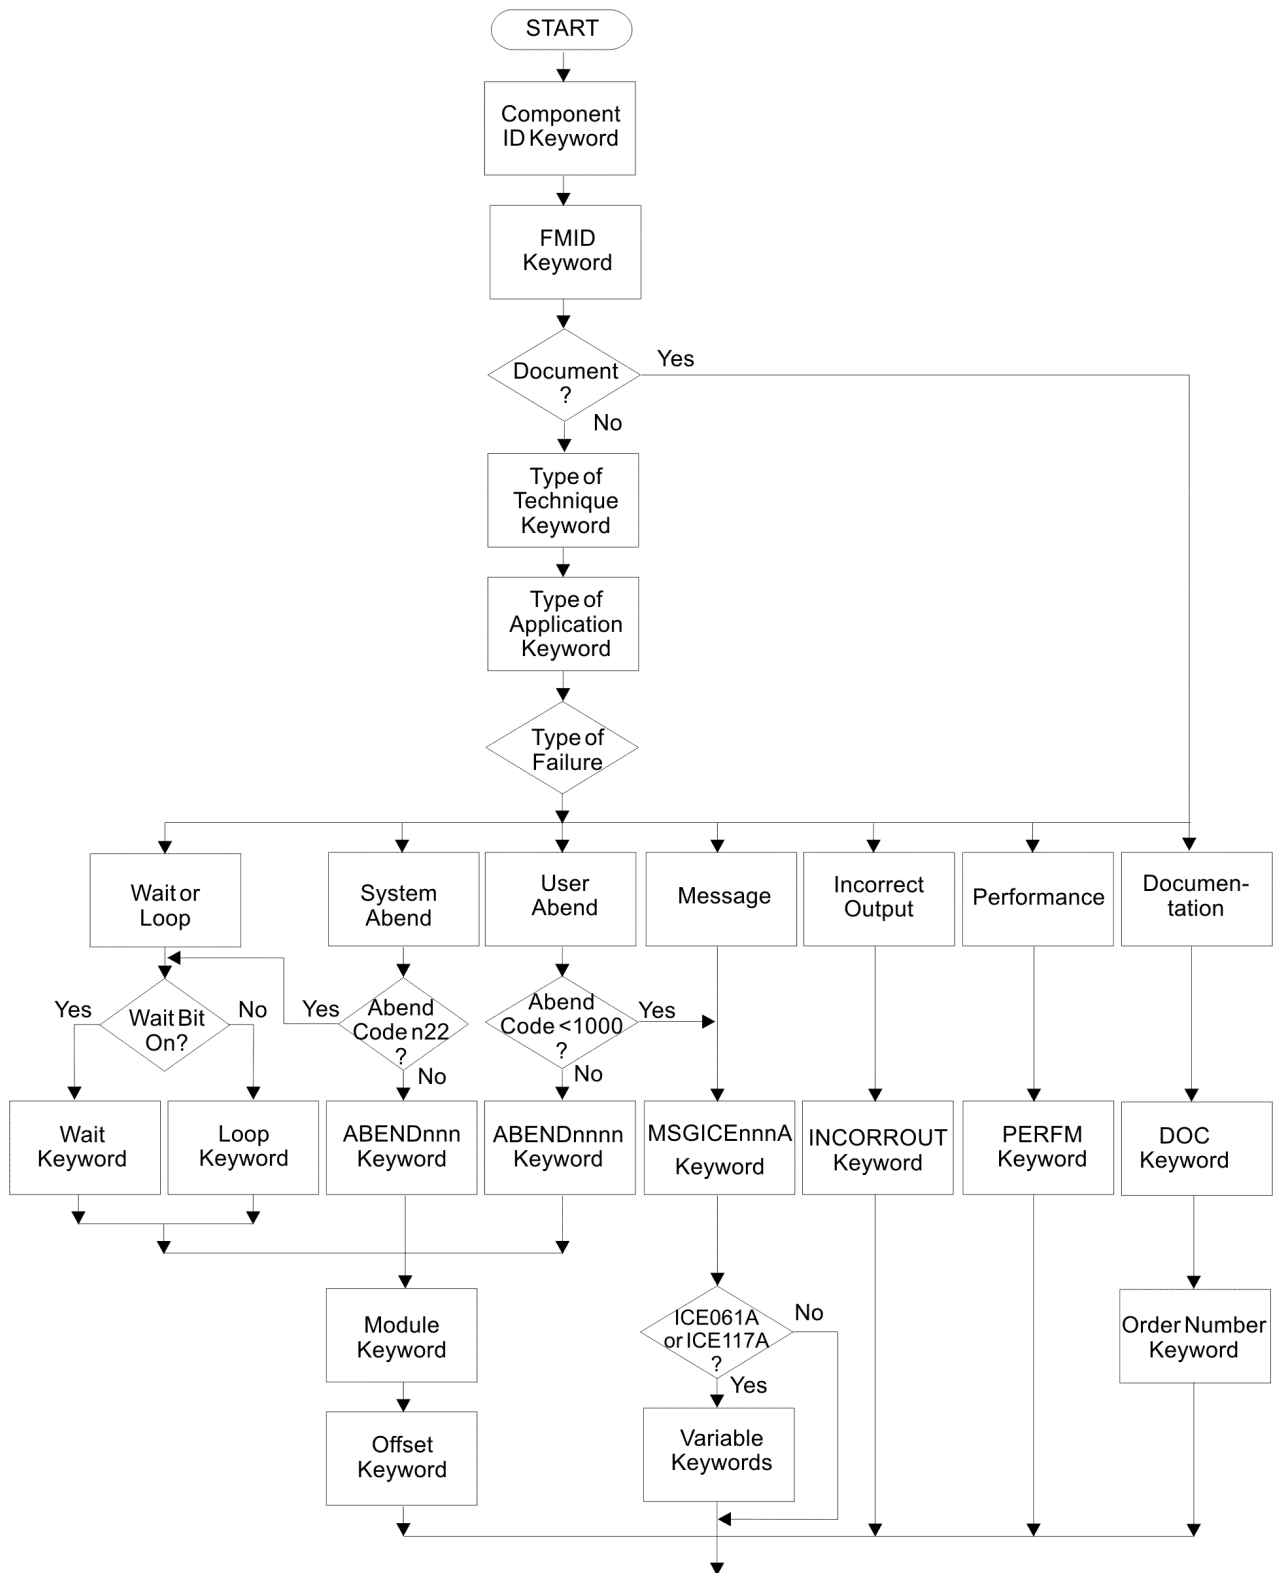 START
Component
ID Keyword
FMID
Keyword
Document
?
Yes
No
Type of
Technique
Keyword
Type of
Application
Keyword
Type of
Failure
Wait or
Loop
System
Abend
User
Abend
Message
Incorrect
Output
Performance
Documen-
tation
Yes
Wait Bit
On?
No
Yes
Abend
Code n22
?
No
Abend
Code <1000
?
Yes
No
Wait
Keyword
Loop
Keyword
ABENDnnn
Keyword
ABENDnnnn
Keyword
MSGICEnnnA
Keyword
INCORROUT
Keyword
PERFM
Keyword
DOC
Keyword
Module
Keyword
ICE061A
or ICE117A
?
No
Yes
Order Number
Keyword
Offset
Keyword
Variable
Keywords